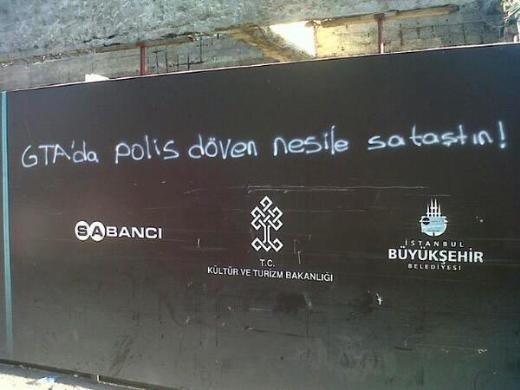 GTA'da polis döven nesile sataştın!
SABANCI
T.C.
KÜLTÜR VE TURİZM BAKANLIĞI
İSTANBUL
BÜYÜKŞEHİR
BELEDİYESİ